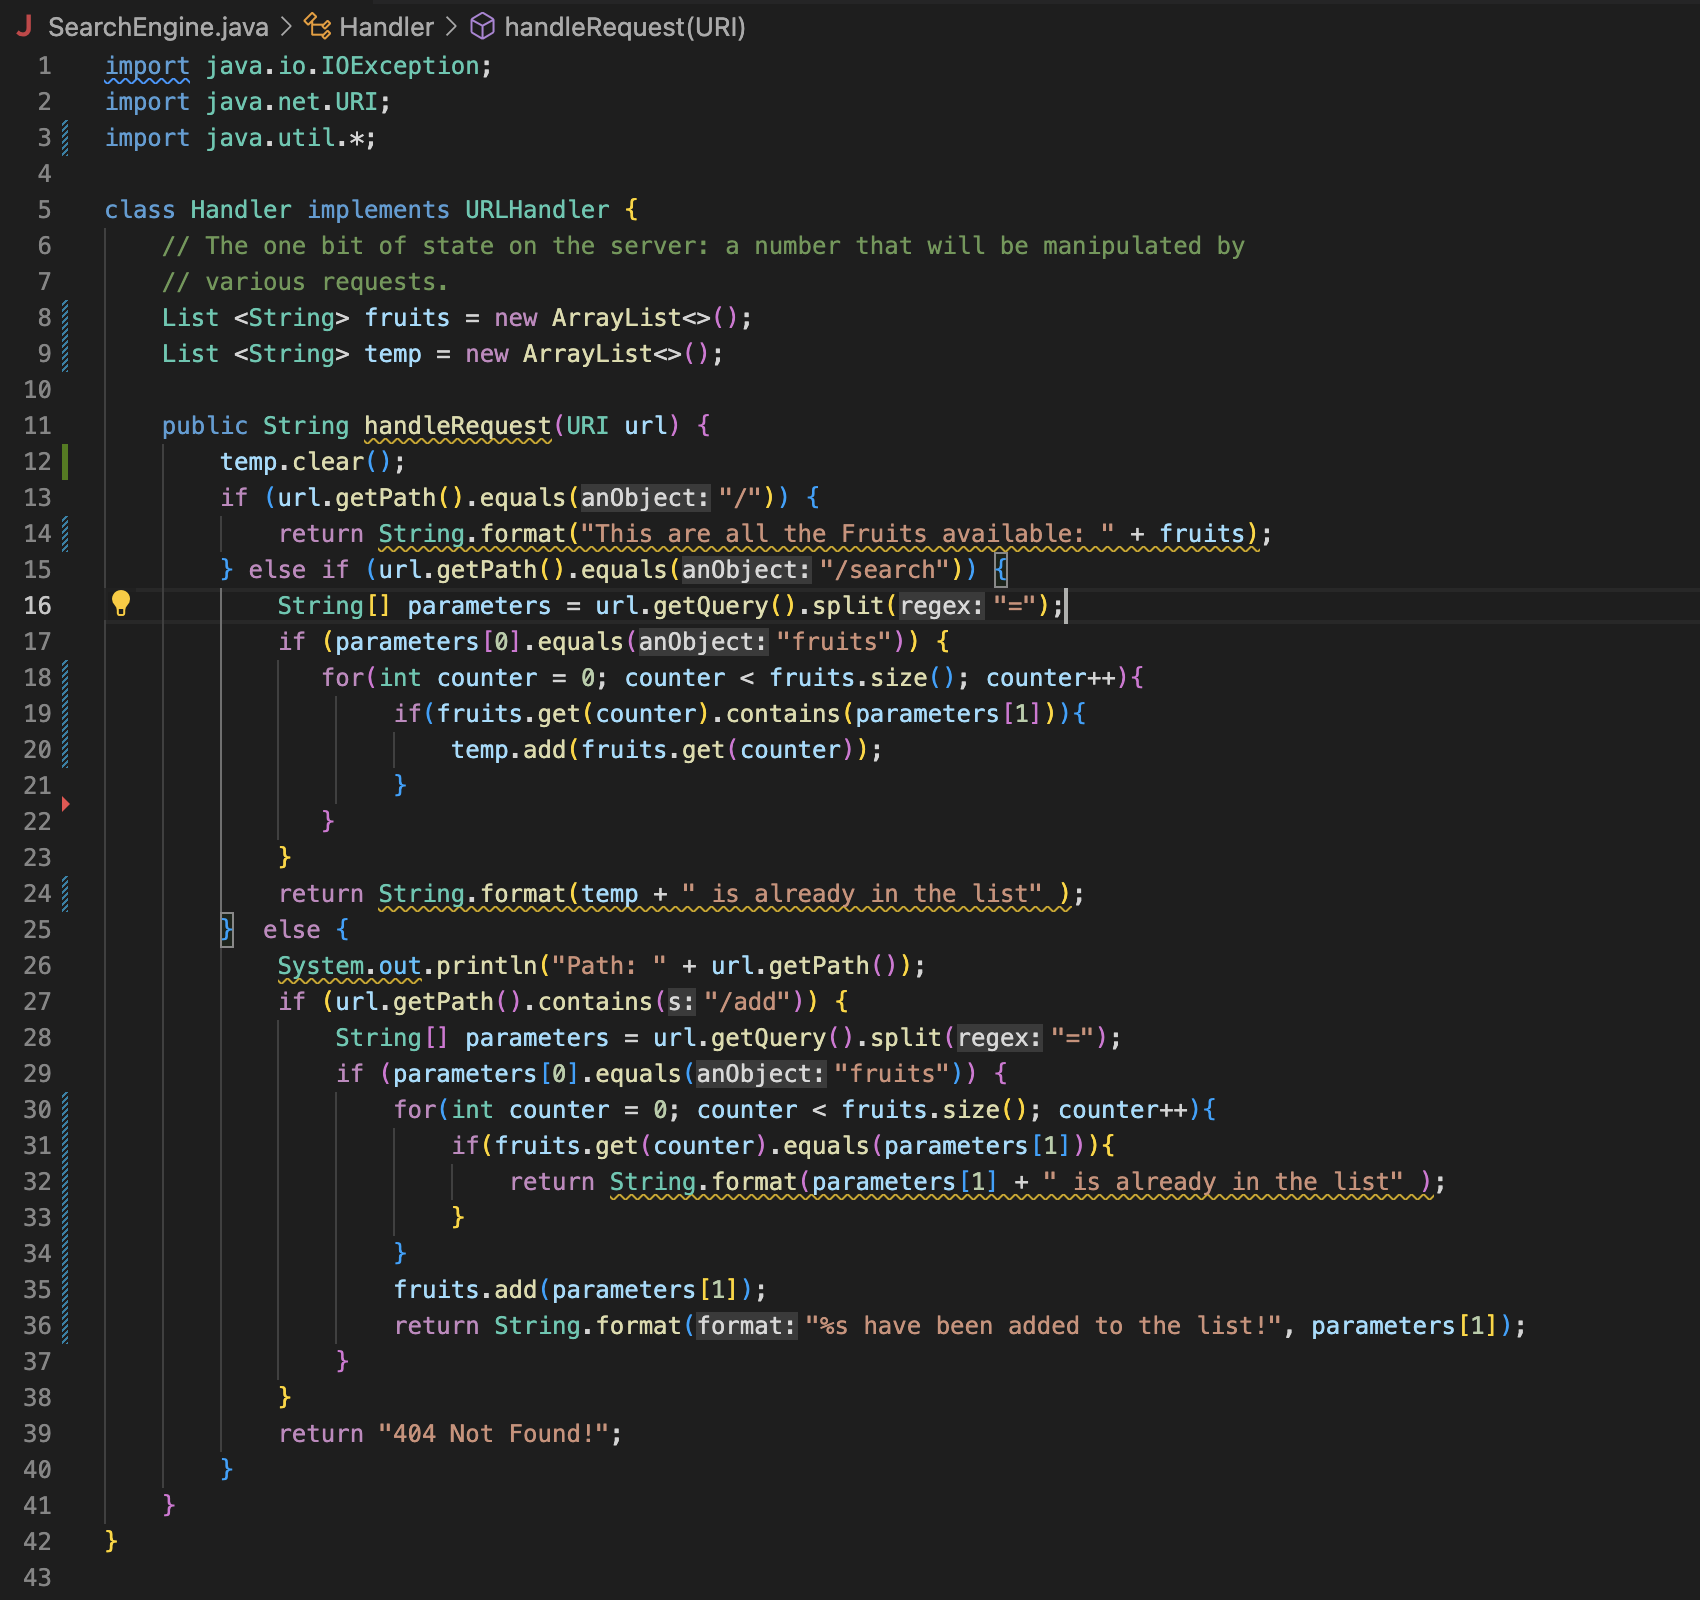 J SearchEngine.java > Handler > handleRequest(URI)
1 import java.io.IOException;
2 import java.net.URI;
3 import java.util.*;
4
5 class Handler implements URLHandler {
6 // The one bit of state on the server: a number that will be manipulated by
7 // various requests.
8 List <String> fruits = new ArrayList<>();
9 List <String> temp = new ArrayList<>();
10
11 public String handleRequest(URI url) {
12 temp.clear();
13 if (url.getPath().equals(anObject: "/")) {
14 return String.format("This are all the Fruits available: " + fruits);
15 } else if (url.getPath().equals(anObject: "/search")) {
16 String[] parameters = url.getQuery().split(regex: "=");
17 if (parameters[0].equals(anObject: "fruits")) {
18 for(int counter = 0; counter < fruits.size(); counter++){
19 if(fruits.get(counter).contains(parameters[1])){
20 temp.add(fruits.get(counter));
21 }
22 }
23 }
24 return String.format(temp + " is already in the list" );
25 } else {
26 System.out.println("Path: " + url.getPath());
27 if (url.getPath().contains(s: "/add")) {
28 String[] parameters = url.getQuery().split(regex: "=");
29 if (parameters[0].equals(anObject: "fruits")) {
30 for(int counter = 0; counter < fruits.size(); counter++){
31 if(fruits.get(counter).equals(parameters[1])){
32 return String.format(parameters[1] + " is already in the list" );
33 }
34 }
35 fruits.add(parameters[1]);
36 return String.format(format: "%s have been added to the list!", parameters[1]);
37 }
38 }
39 return "404 Not Found!";
40 }
41 }
42 }
43